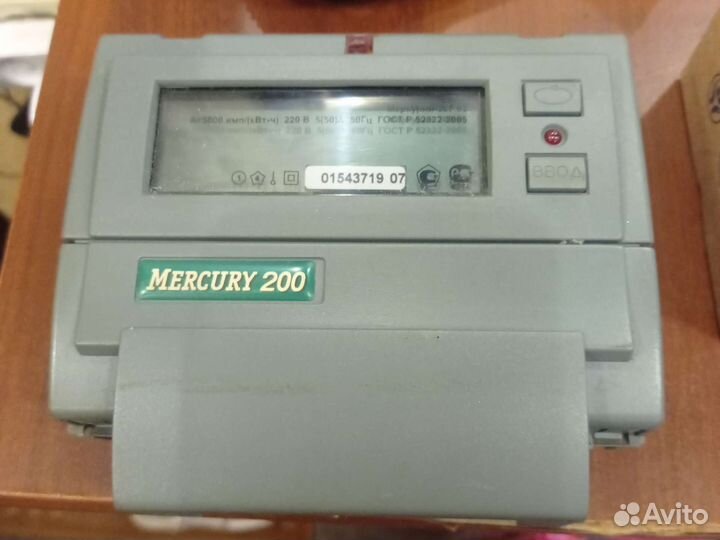 A=5000 имп/(кВт•ч) 220 В 5(50)А 50Гц ГОСТ Р 52322-2005
01543719 07
ВВОД
MERCURY 200
Avito